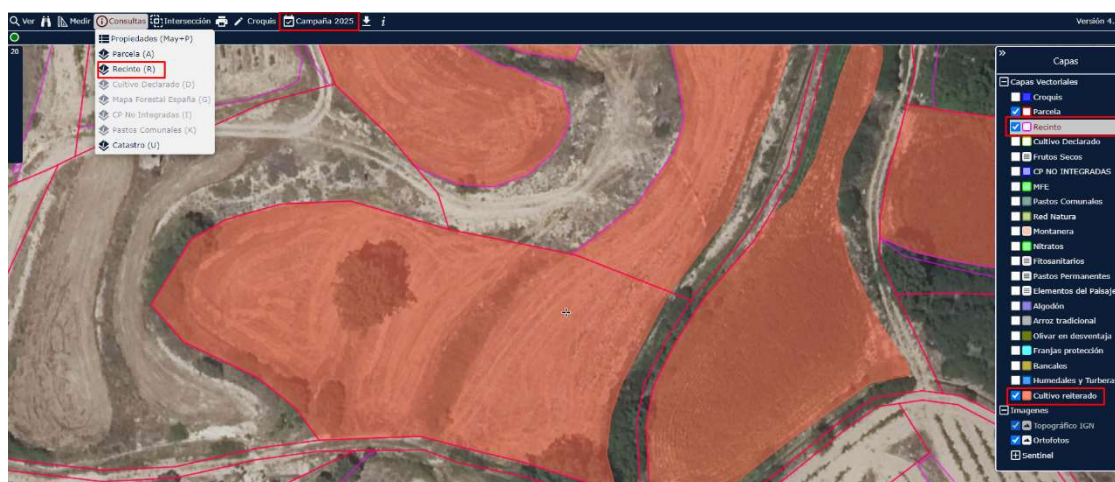 Ver Medir Consultas Intersección Croquis Campaña 2025 i Versión 4.
20
Propiedades (May+P)
Parcela (A)
Recinto (R)
Cultivo Declarado (D)
Mapa Forestal España (G)
CP No Integradas (I)
Pastos Comunales (K)
Catastro (U)
» Capas
Capas Vectoriales
Croquis
Parcela
Recinto
Cultivo Declarado
Frutos Secos
CP NO INTEGRADAS
MFE
Pastos Comunales
Red Natura
Montanera
Nitratos
Fitosanitarios
Pastos Permanentes
Elementos del Paisaje
Algodón
Arroz tradicional
Olivar en desventaja
Franjas protección
Bancales
Humedales y Turbera
Cultivo reiterado
Imagenes
Topográfico IGN
Ortofotos
Sentinel